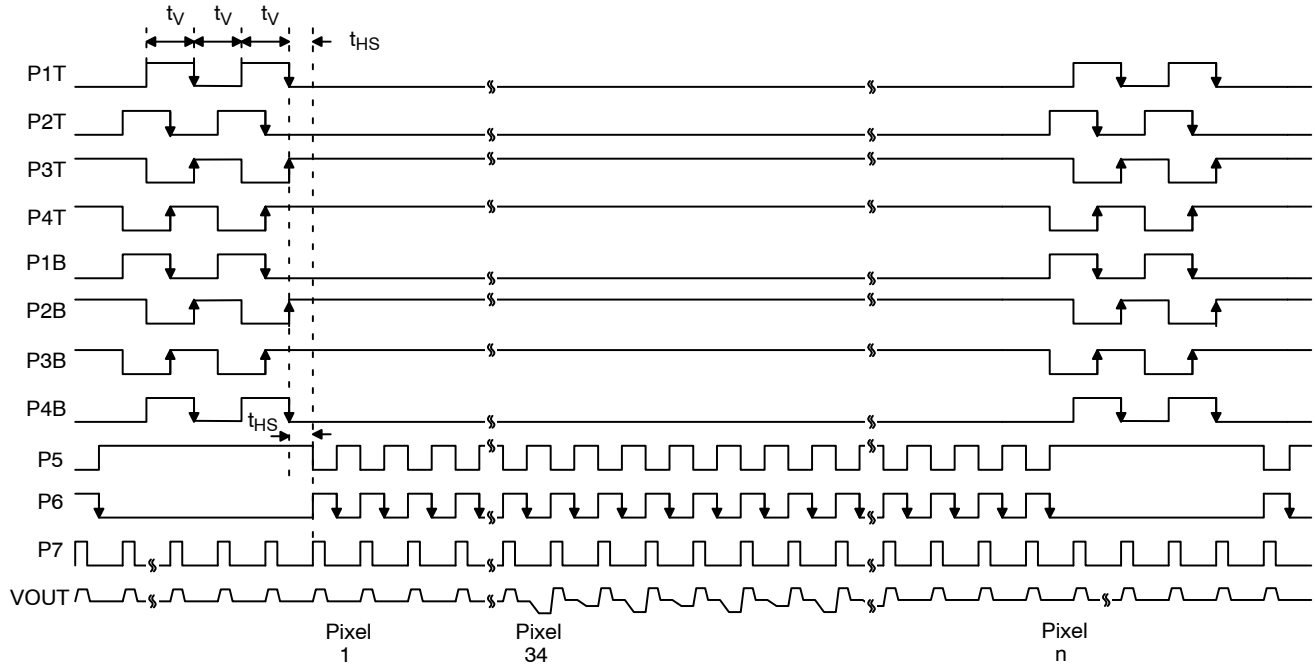 tV tV tV
tHS
P1T
P2T
P3T
P4T
P1B
P2B
P3B
P4B
tHS
P5
P6
P7
VOUT
Pixel 1
Pixel 34
Pixel n